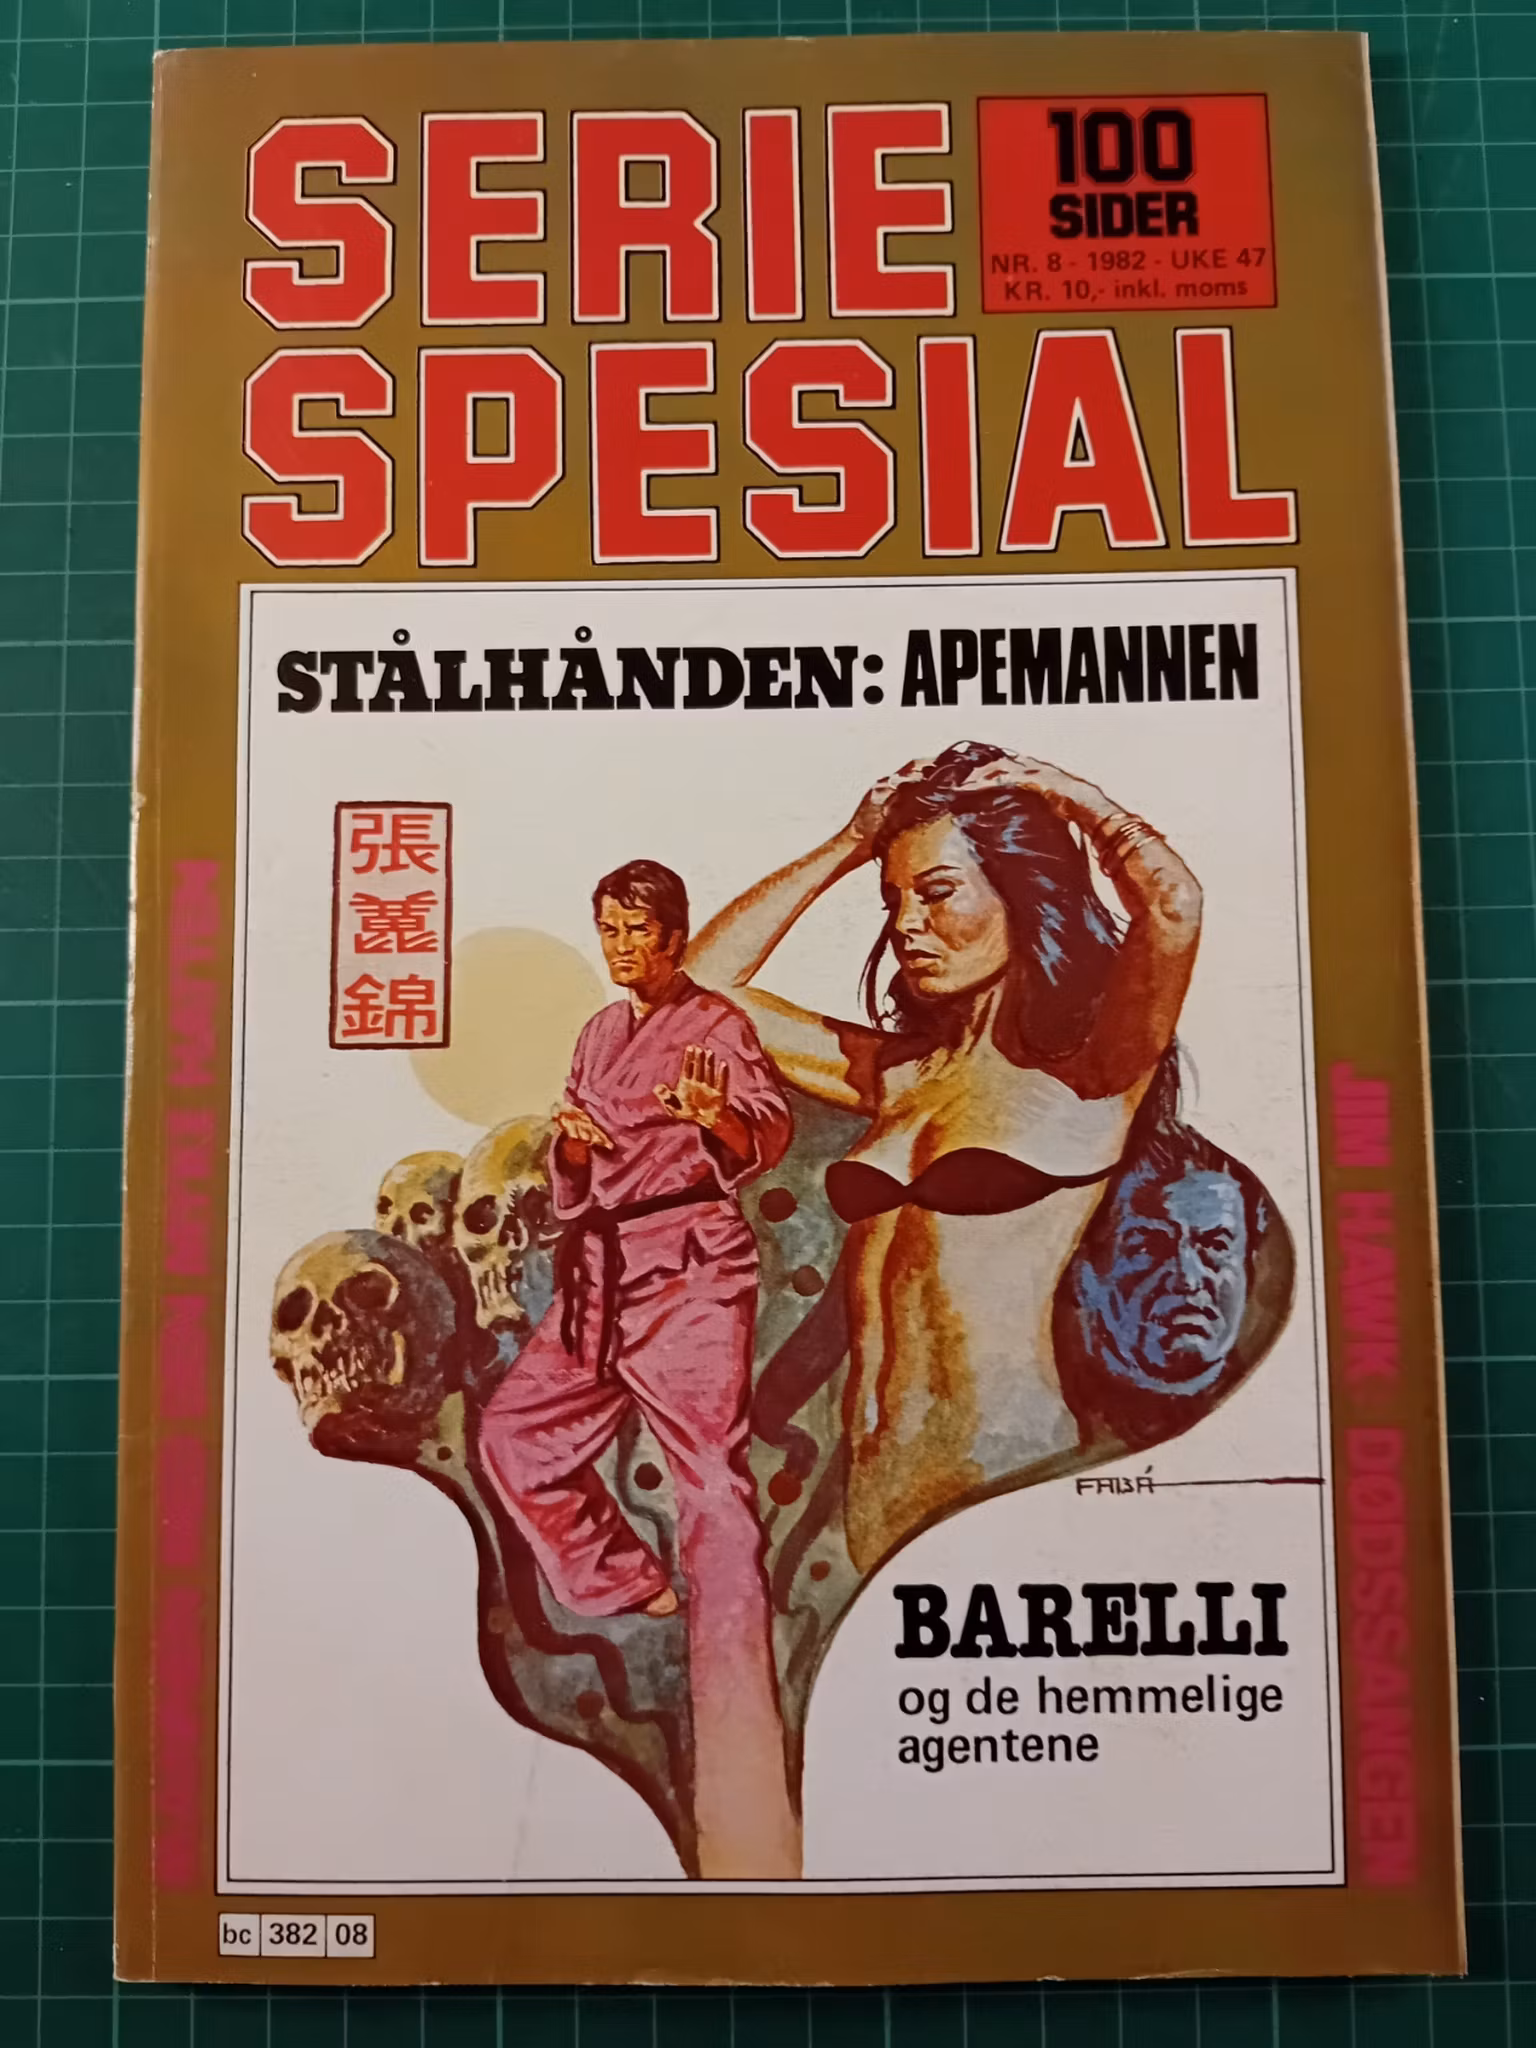 SERIE
100
SIDER
NR. 8 - 1982 - UKE 47
KR. 10,- inkl. moms
SPESIAL
STÅLHÅNDEN: APEMANNEN
張
麗
錦
JIM HAWK: DØDSSANGEN
FABÁ
BARELLI
og de hemmelige
agentene
bc 382 08